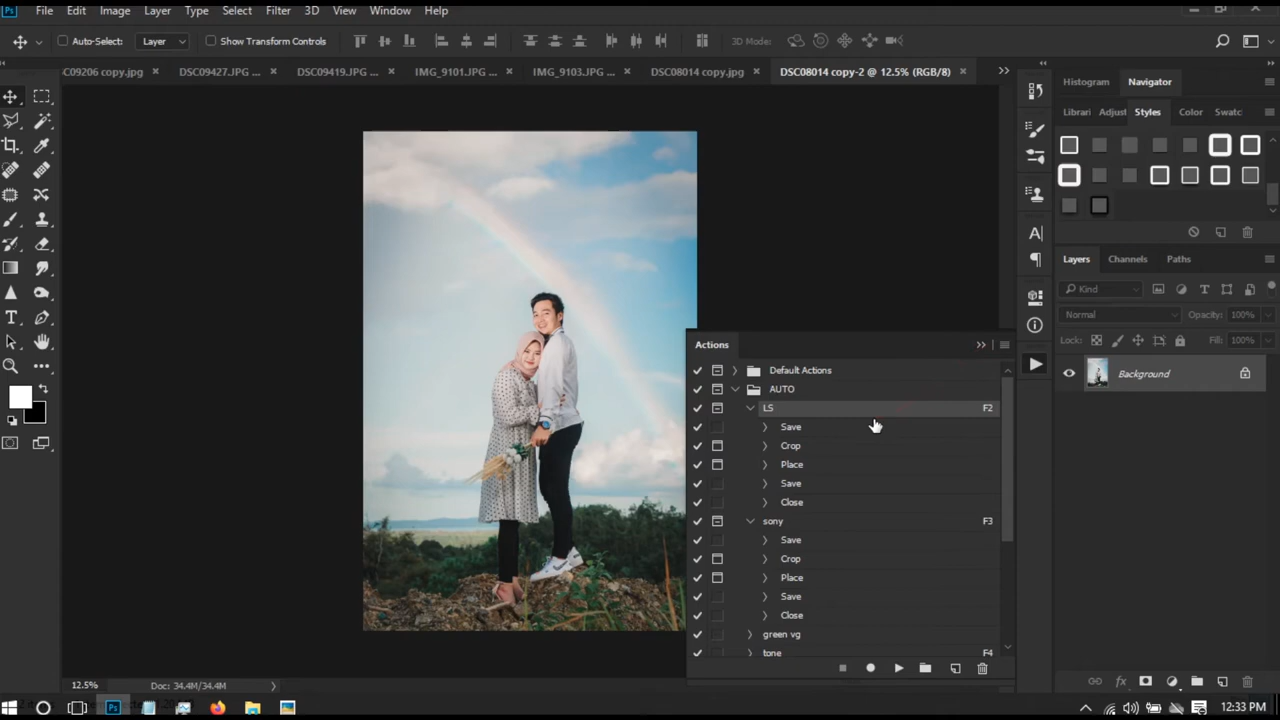 Ps File Edit Image Layer Type Select Filter 3D View Window Help
Auto-Select: Layer Show Transform Controls 3D Mode:
DSC09206 copy.jpg DSC09427.JPG ... DSC09419.JPG ... IMG_9101.JPG ... IMG_9103.JPG ... DSC08014 copy.jpg DSC08014 copy-2 @ 12.5% (RGB/8)
Histogram Navigator
Librari Adjust Styles Color Swatc
Layers Channels Paths
Kind
Normal Opacity: 100%
Lock: Fill: 100%
Background
Actions
Default Actions
AUTO
LS F2
Save
Crop
Place
Save
Close
sony F3
Save
Crop
Place
Save
Close
green vg
tone F4
12.5% Doc: 34.4M/34.4M
Ps 12:33 PM